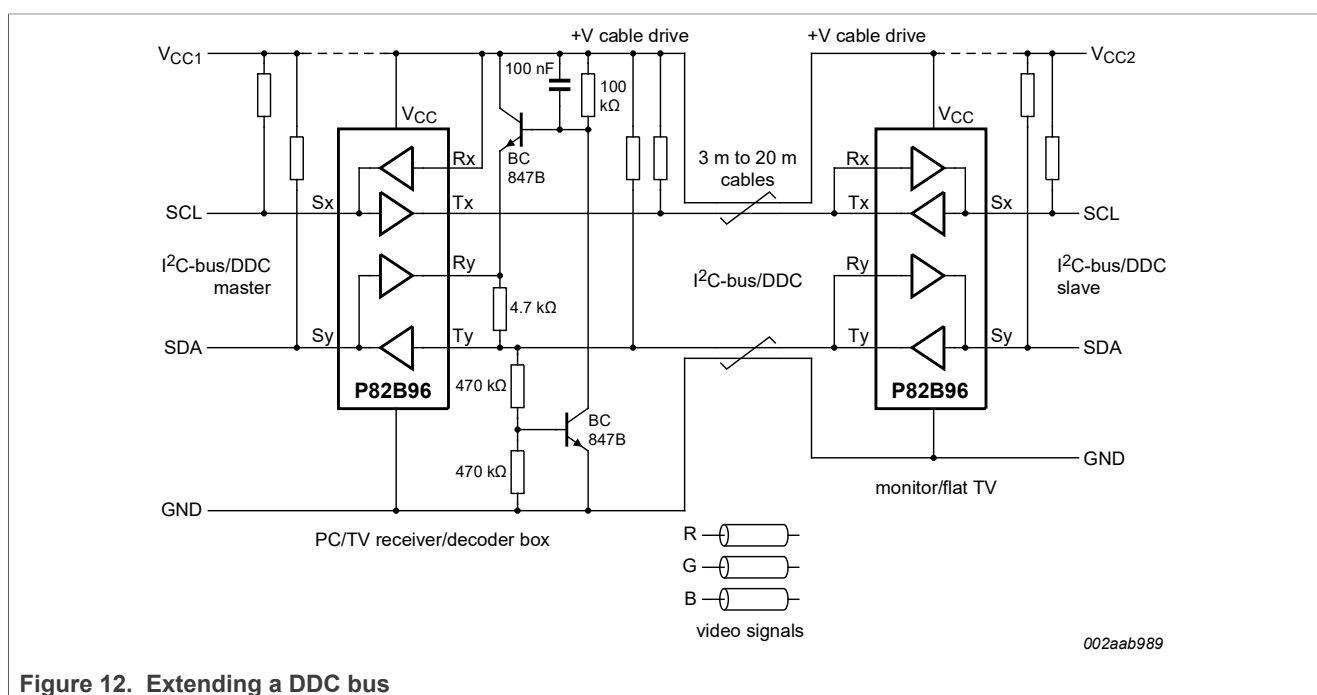 +V cable drive
+V cable drive
VCC1
VCC2
100 nF
100
kΩ
VCC
VCC
Rx
BC
847B
3 m to 20 m
cables
Rx
SCL
Sx
Tx
Tx
Sx
SCL
I2C-bus/DDC
master
Ry
I2C-bus/DDC
Ry
I2C-bus/DDC
slave
4.7 kΩ
SDA
Sy
Ty
Ty
Sy
SDA
P82B96
470 kΩ
BC
847B
P82B96
470 kΩ
GND
GND
monitor/flat TV
PC/TV receiver/decoder box
R
G
B
video signals
002aab989
Figure 12. Extending a DDC bus